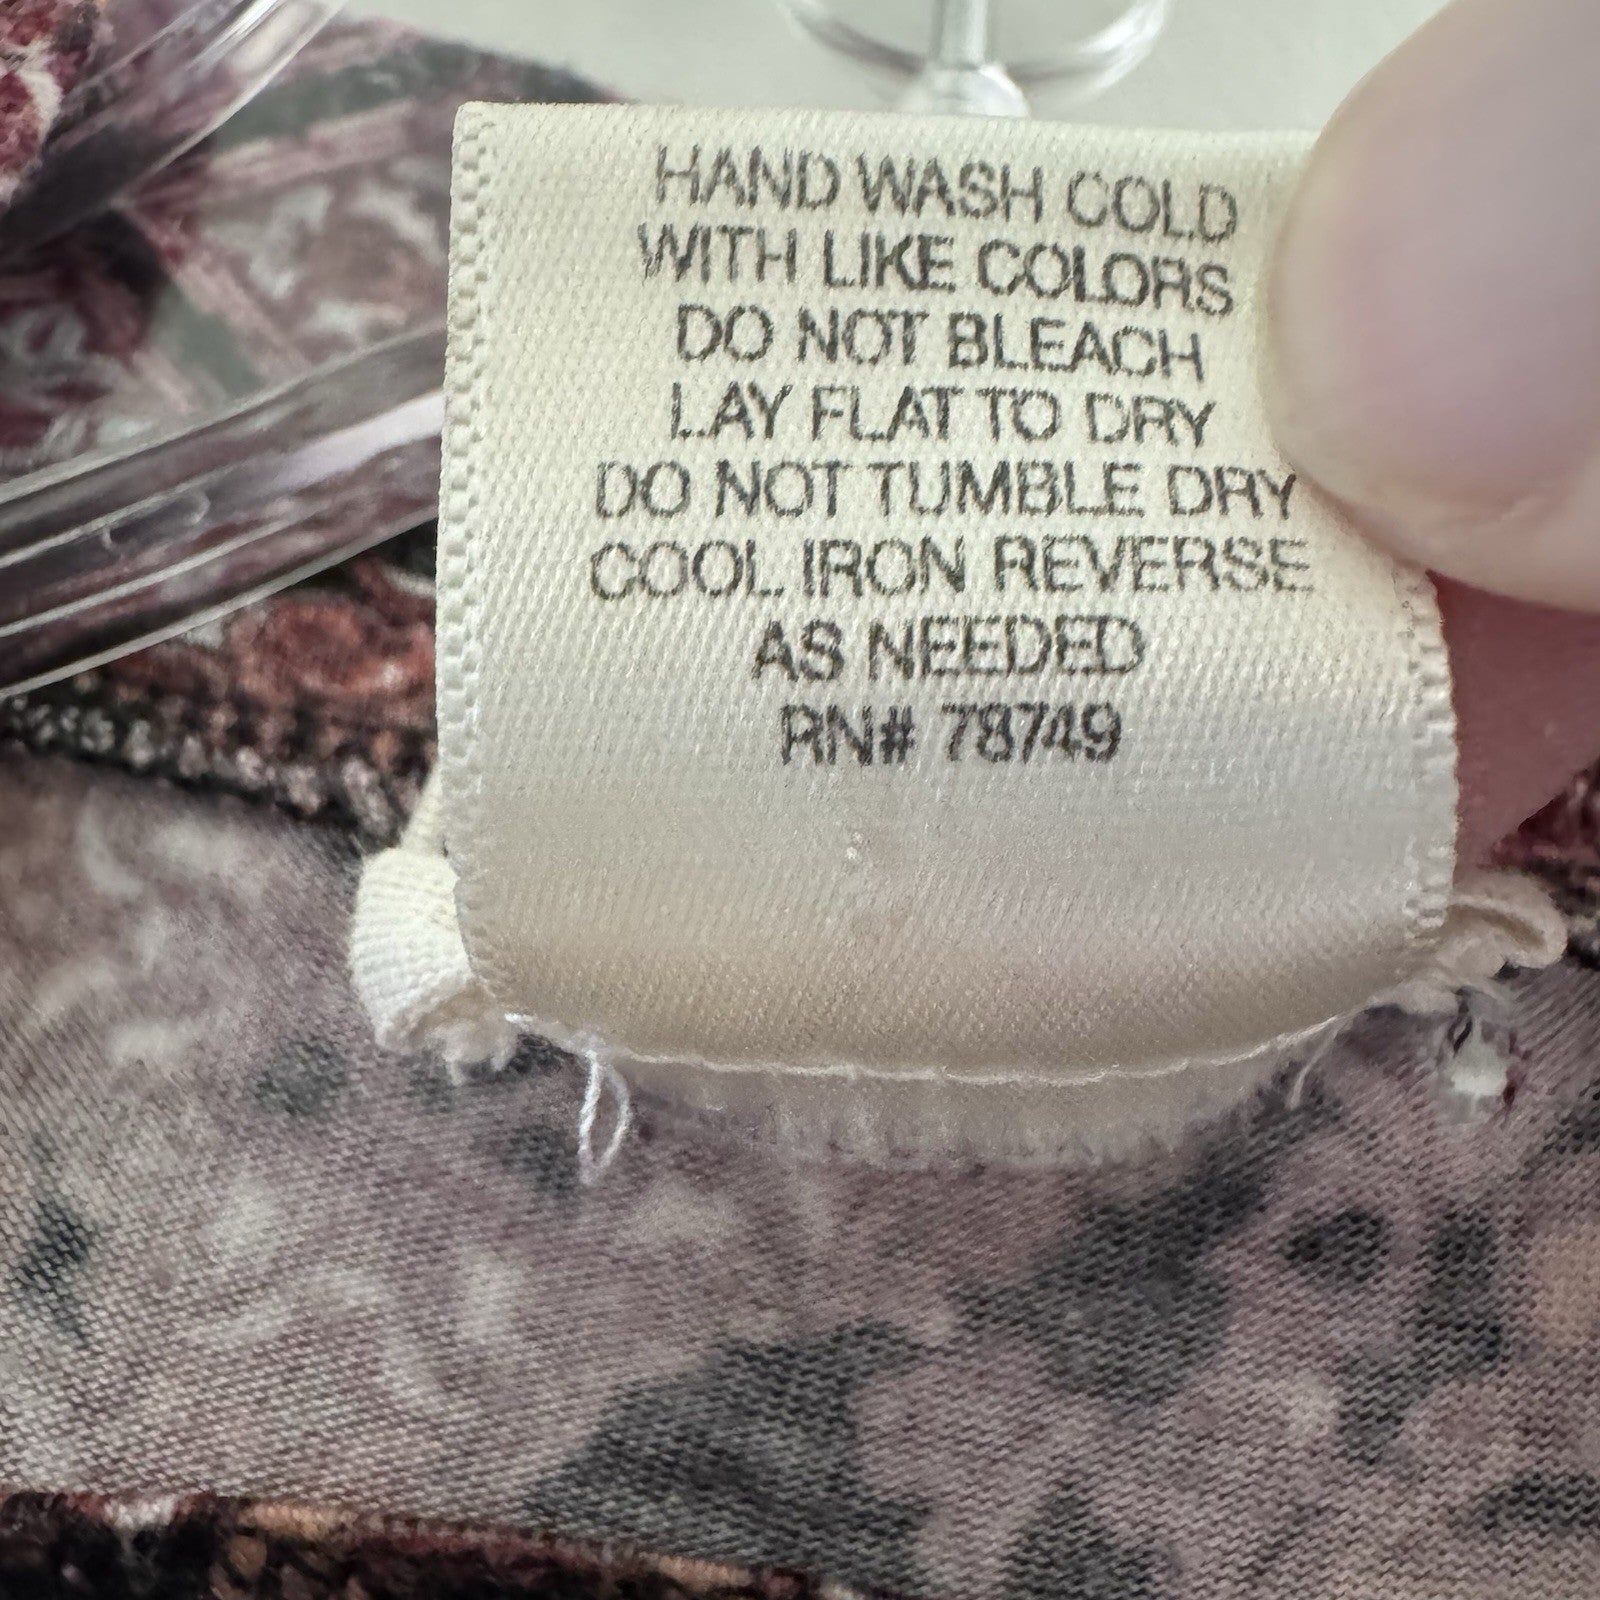 HAND WASH COLD
WITH LIKE COLORS
DO NOT BLEACH
LAY FLAT TO DRY
DO NOT TUMBLE DRY
COOL IRON REVERSE
AS NEEDED
RN# 78749